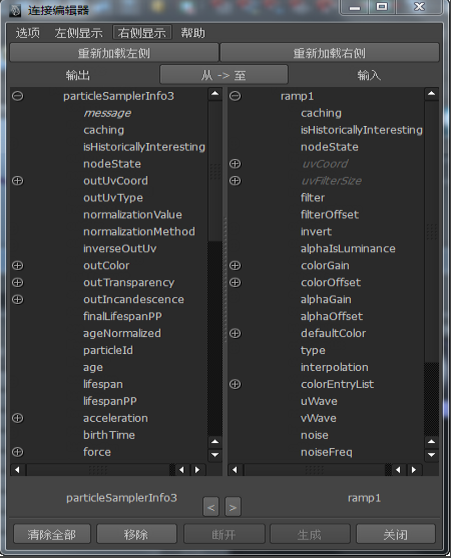 连接编辑器
选项 左侧显示 右侧显示 帮助
重新加载左侧 重新加载右侧
输出 从 -> 至 输入
particleSamplerInfo3 ramp1
message caching
caching isHistoricallyInteresting
isHistoricallyInteresting nodeState
nodeState uvCoord
outUvCoord uvFilterSize
outUvType filter
normalizationValue filterOffset
normalizationMethod invert
inverseOutUv alphaIsLuminance
outColor colorGain
outTransparency colorOffset
outIncandescence alphaGain
finalLifespanPP alphaOffset
ageNormalized defaultColor
particleId type
age interpolation
lifespan colorEntryList
lifespanPP uWave
acceleration vWave
birthTime noise
force noiseFreq
particleSamplerInfo3 < > ramp1
清除全部 移除 断开 生成 关闭